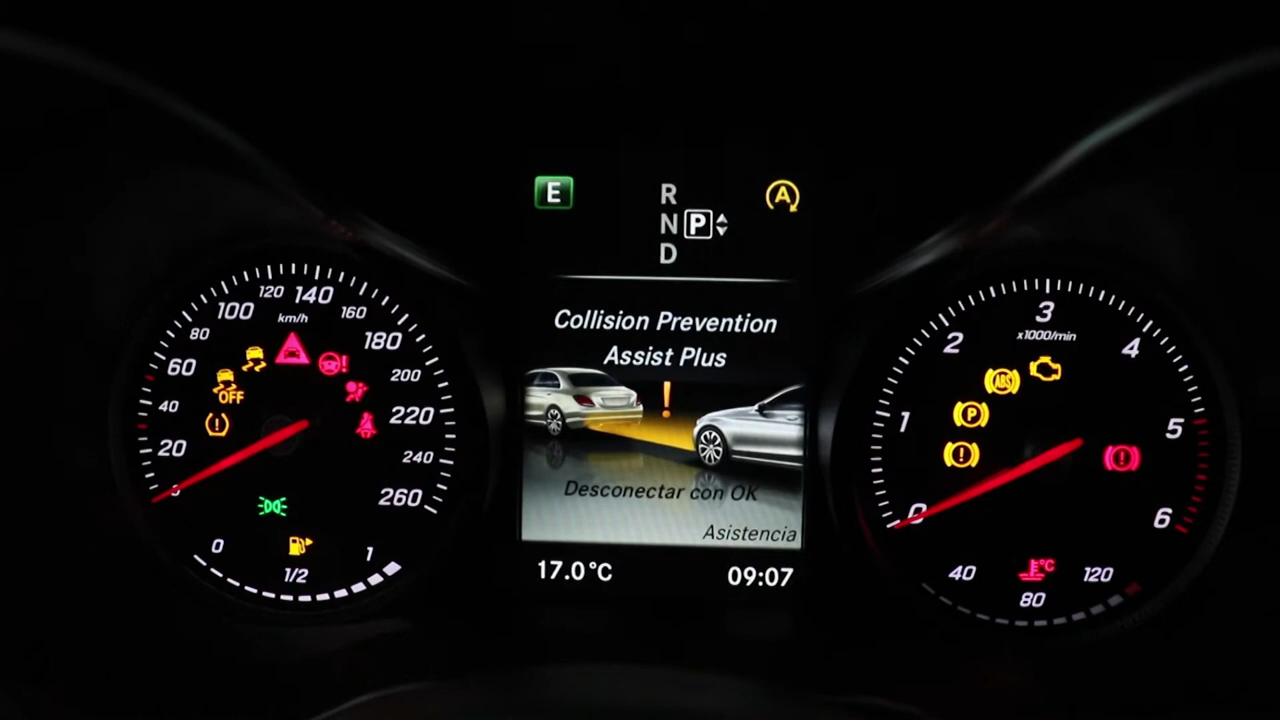 E
R
A
N P
D
Collision Prevention
Assist Plus
!
Desconectar con OK
Asistencia
17.0°C
09:07
0
20
40
60
80
100
120
140
160
180
200
220
240
260
km/h
OFF
!
!
0
1/2
1
0
1
2
3
4
5
6
x1000/min
ABS
P
!
!
°C
40
80
120